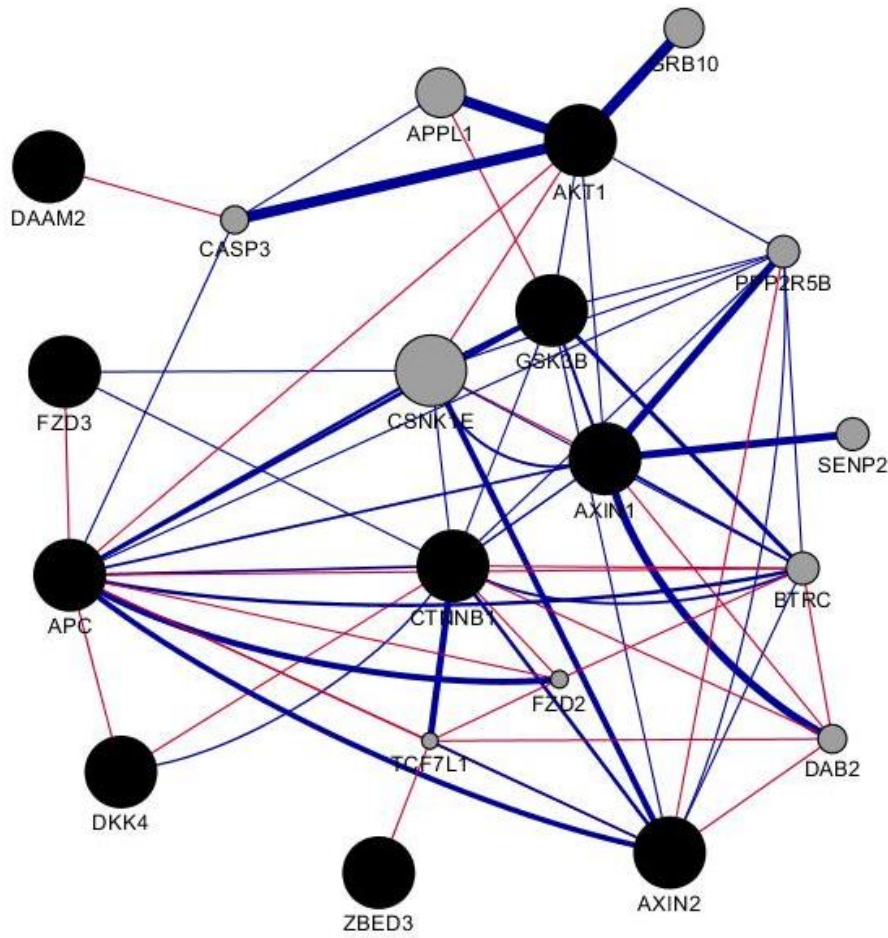 GRB10
APPL1
AKT1
DAAM2
CASP3
PPP2R5B
GSK3B
FZD3
CSNK1E
SENP2
AXIN1
BTRC
APC
CTNNB1
FZD2
TCF7L1
DAB2
DKK4
AXIN2
ZBED3